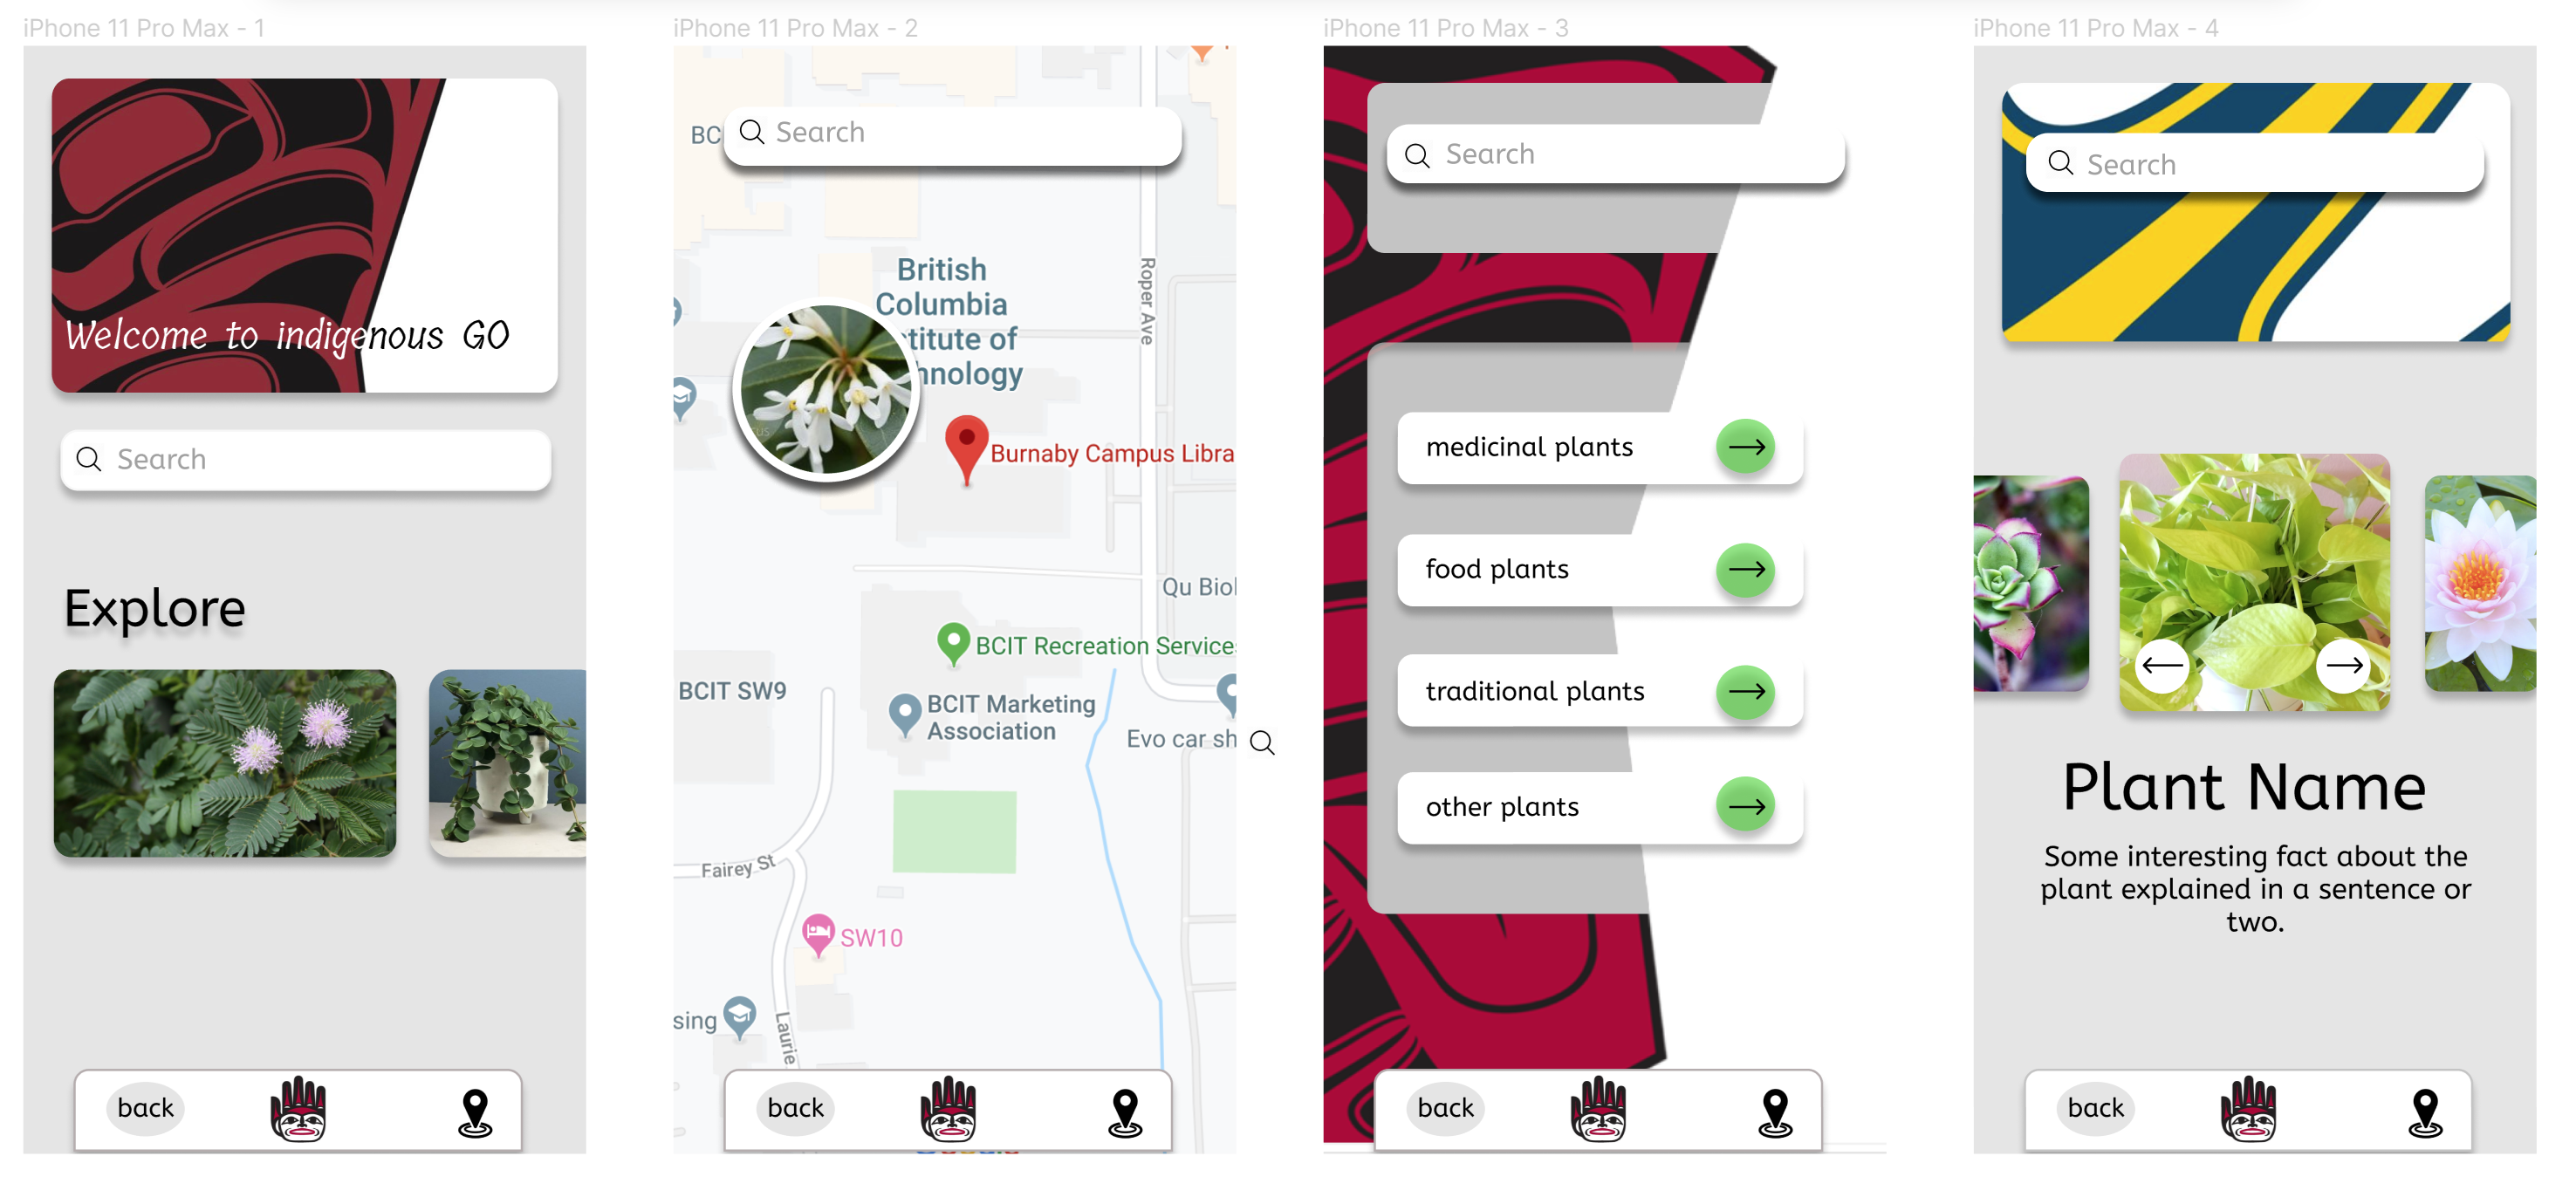 iPhone 11 Pro Max - 1
Welcome to indigenous GO
Search
Explore
back
iPhone 11 Pro Max - 2
BC
Search
British
Columbia
titute of
hnology
Roper Ave
Burnaby Campus Libra
Qu Biol
BCIT Recreation Service
BCIT SW9
BCIT Marketing
Association
Evo car sh
Fairey St
SW10
sing
Laurie
back
iPhone 11 Pro Max - 3
Search
medicinal plants
food plants
traditional plants
other plants
back
iPhone 11 Pro Max - 4
Search
Plant Name
Some interesting fact about the
plant explained in a sentence or
two.
back